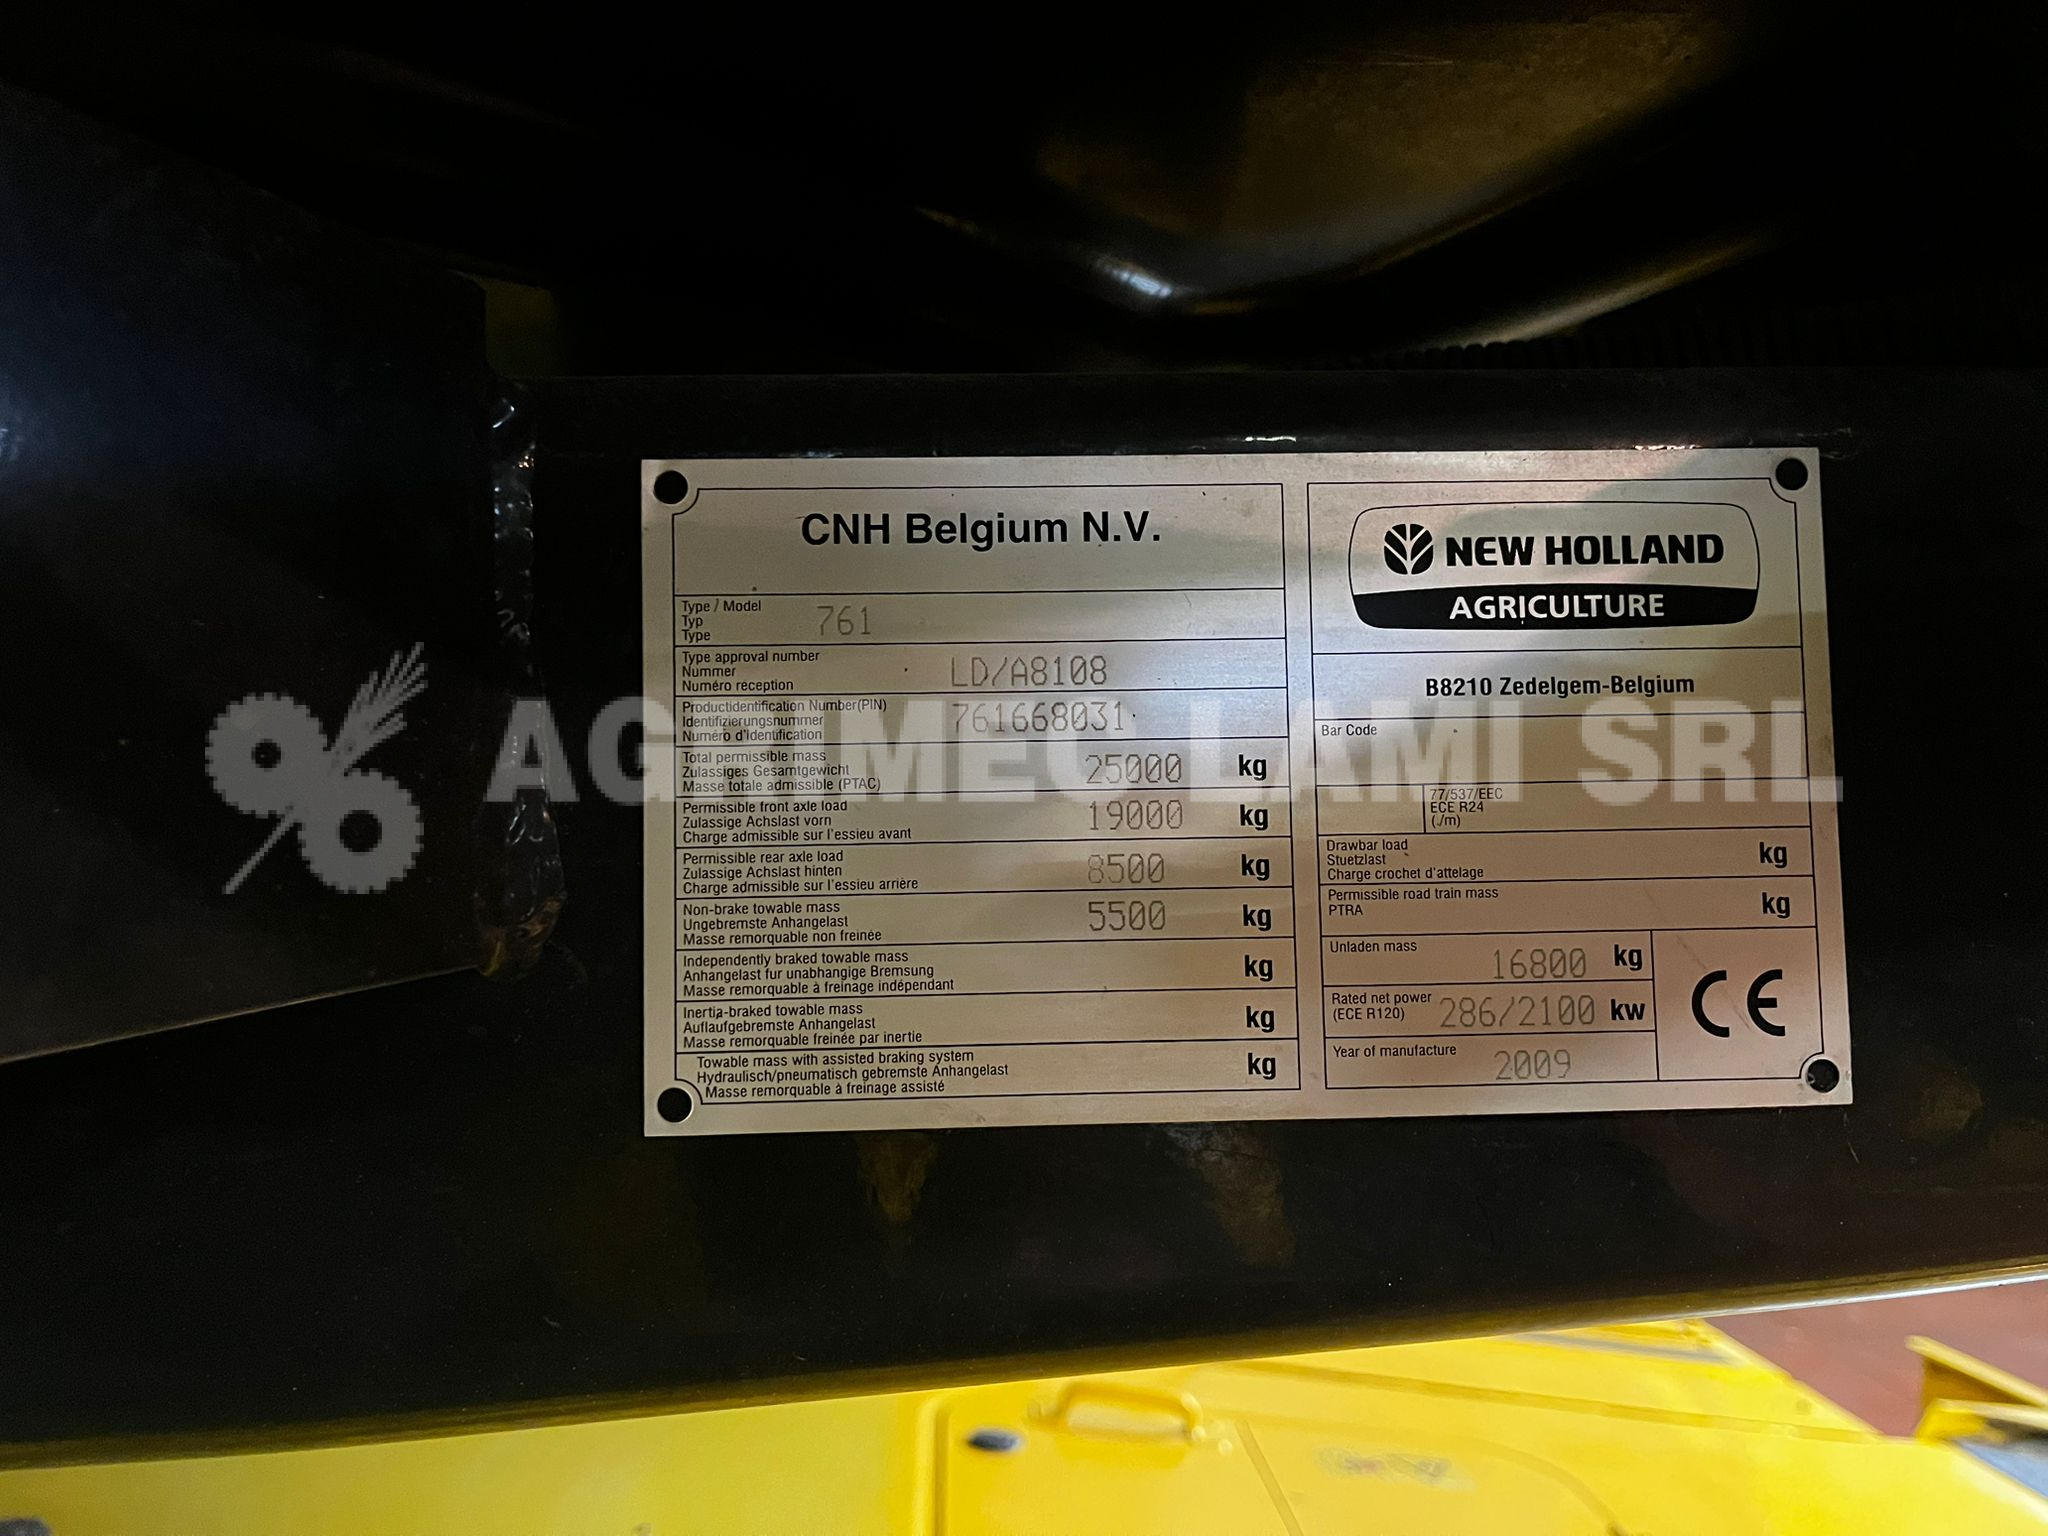 CNH Belgium N.V.
Type / Model
Typ
Type
761
Type approval number
Nummer
Numéro reception
LD/A8108
Productidentification Number(PIN)
Identifizierungsnummer
Numéro d'identification
761668031
Total permissible mass
Zulassiges Gesamtgewicht
Masse totale admissible (PTAC)
25000 kg
Permissible front axle load
Zulassige Achslast vorn
Charge admissible sur l'essieu avant
19000 kg
Permissible rear axle load
Zulassige Achslast hinten
Charge admissible sur l'essieu arrière
8500 kg
Non-brake towable mass
Ungebremste Anhangelast
Masse remorquable non freinée
5500 kg
Independently braked towable mass
Anhangelast fur unabhangige Bremsung
Masse remorquable à freinage indépendant
kg
Inertia-braked towable mass
Auflaufgebremste Anhangelast
Masse remorquable freinée par inertie
kg
Towable mass with assisted braking system
Hydraulisch/pneumatisch gebremste Anhangelast
Masse remorquable à freinage assisté
kg
NEW HOLLAND
AGRICULTURE
B8210 Zedelgem-Belgium
Bar Code
77/537/EEC
ECE R24
(./m)
Drawbar load
Stuetzlast
Charge crochet d'attelage
kg
Permissible road train mass
PTRA
kg
Unladen mass
16800 kg
Rated net power
(ECE R120)
286/2100 kw
Year of manufacture
2009
CE
AGRIMEC LAMI SRL